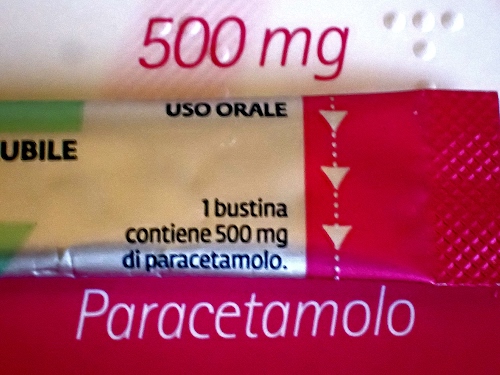 500 mg
USO ORALE
UBILE
1 bustina
contiene 500 mg
di paracetamolo.
Paracetamolo